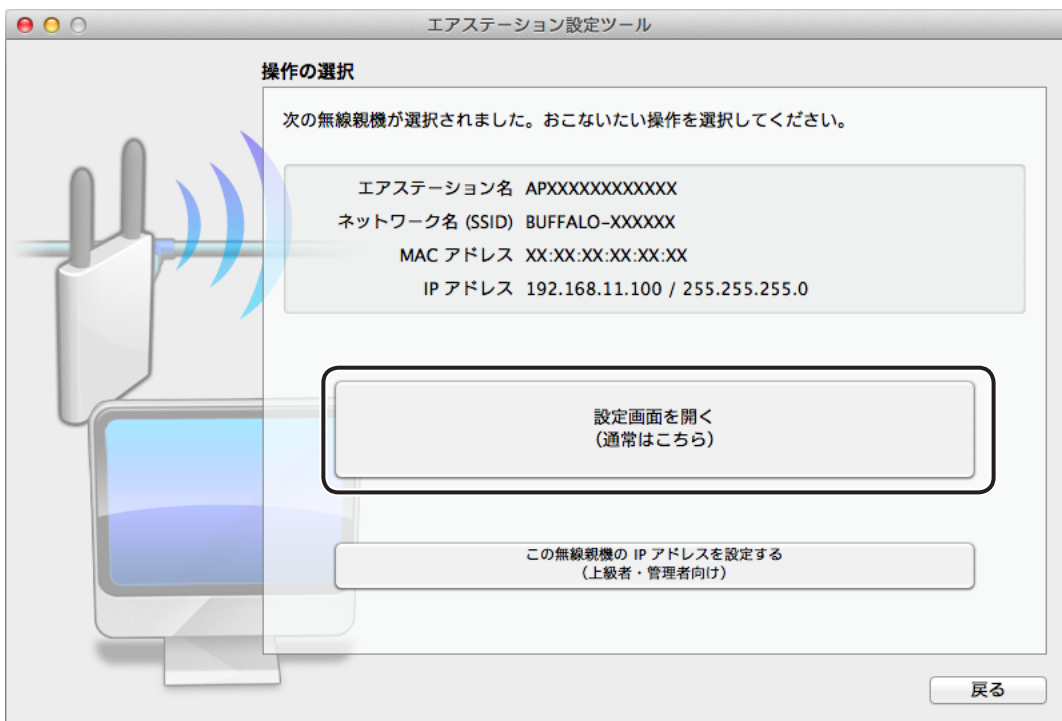 エアステーション設定ツール
操作の選択
次の無線親機が選択されました。おこないたい操作を選択してください。
エアステーション名 APXXXXXXXXXXXX
ネットワーク名 (SSID) BUFFALO-XXXXXX
MAC アドレス XX:XX:XX:XX:XX:XX
IP アドレス 192.168.11.100 / 255.255.255.0
設定画面を開く
(通常はこちら)
この無線親機の IP アドレスを設定する
(上級者・管理者向け)
戻る